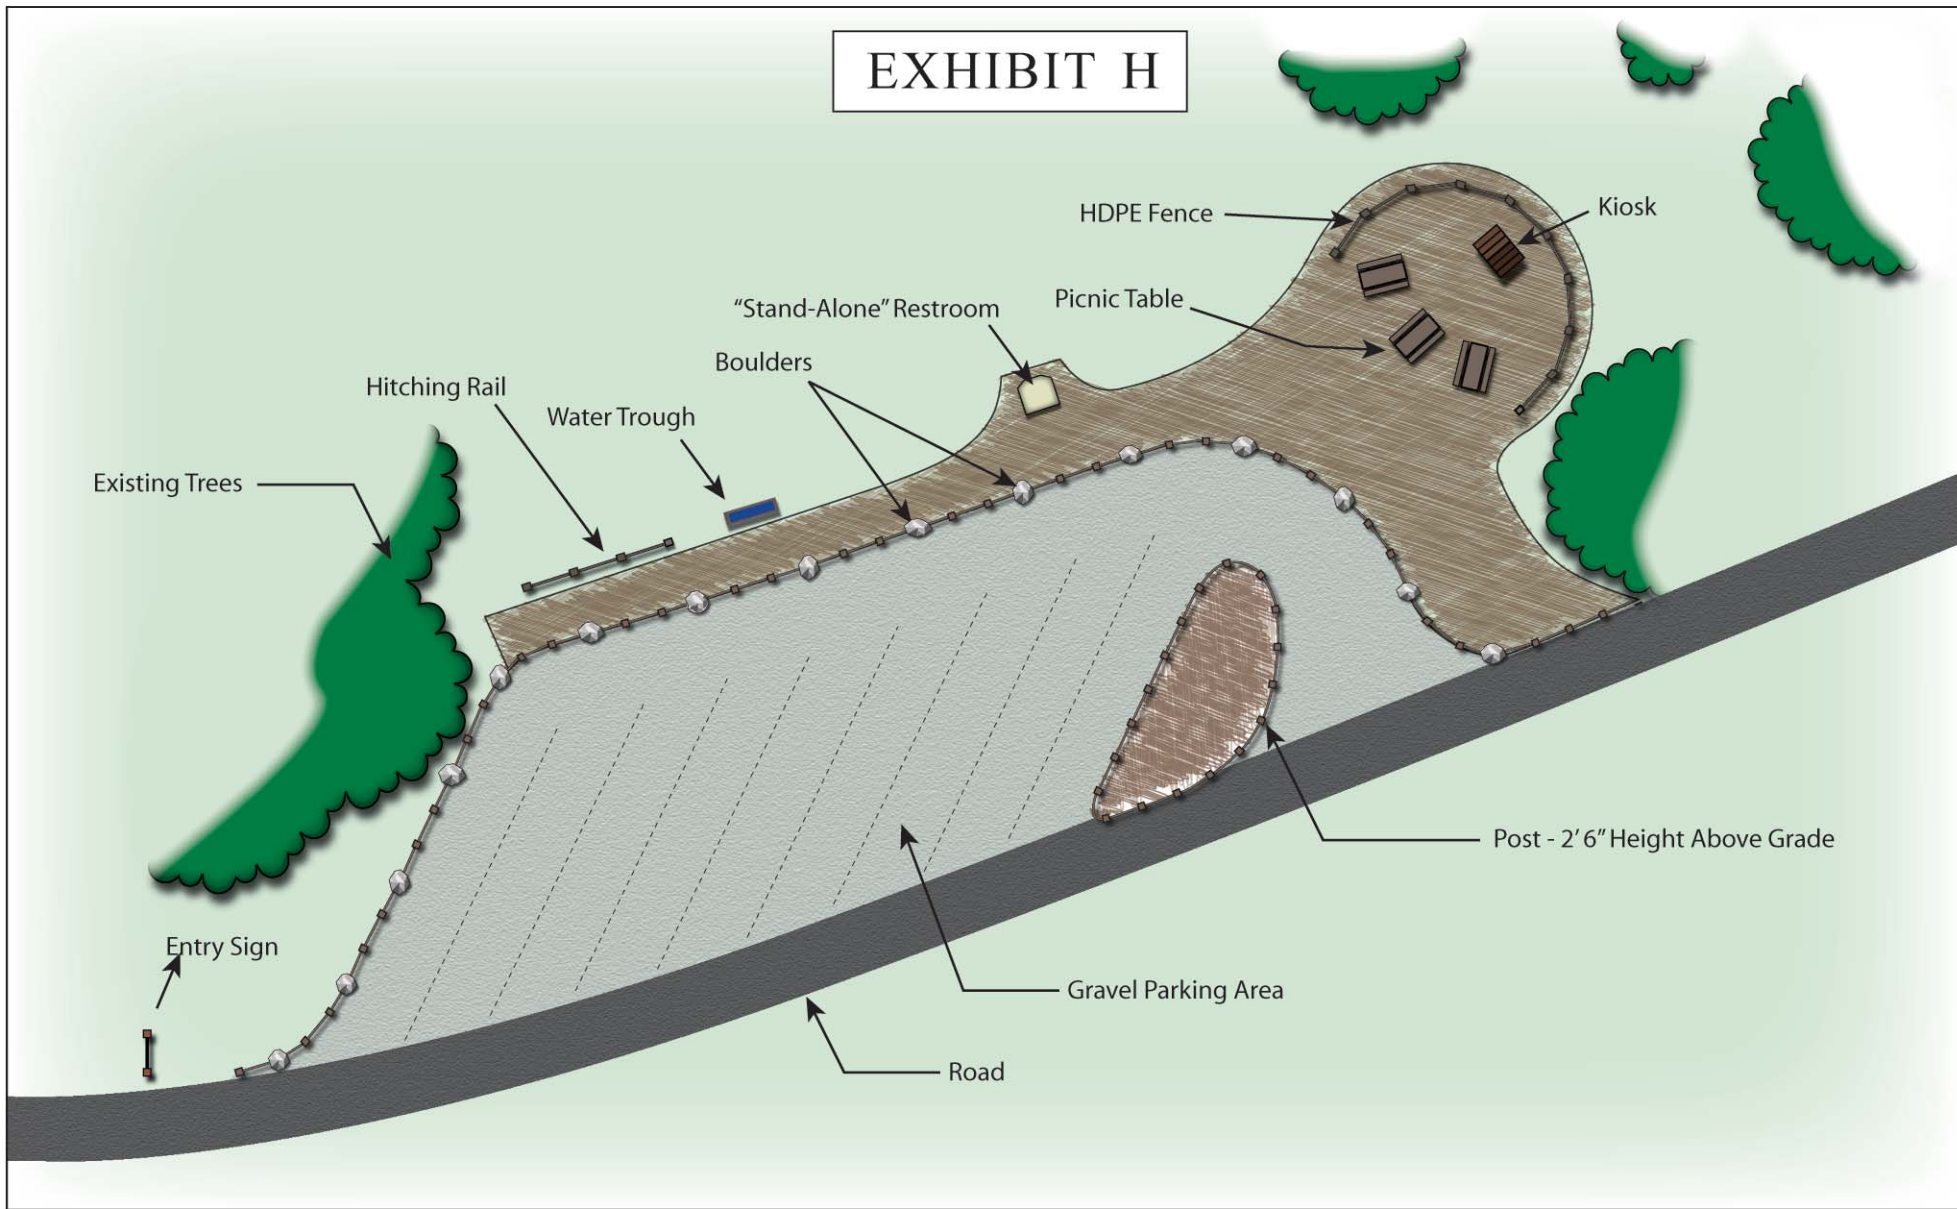 EXHIBIT H
HDPE Fence
Kiosk
Picnic Table
“Stand-Alone” Restroom
Boulders
Hitching Rail
Water Trough
Existing Trees
Post - 2’ 6” Height Above Grade
Entry Sign
Gravel Parking Area
Road